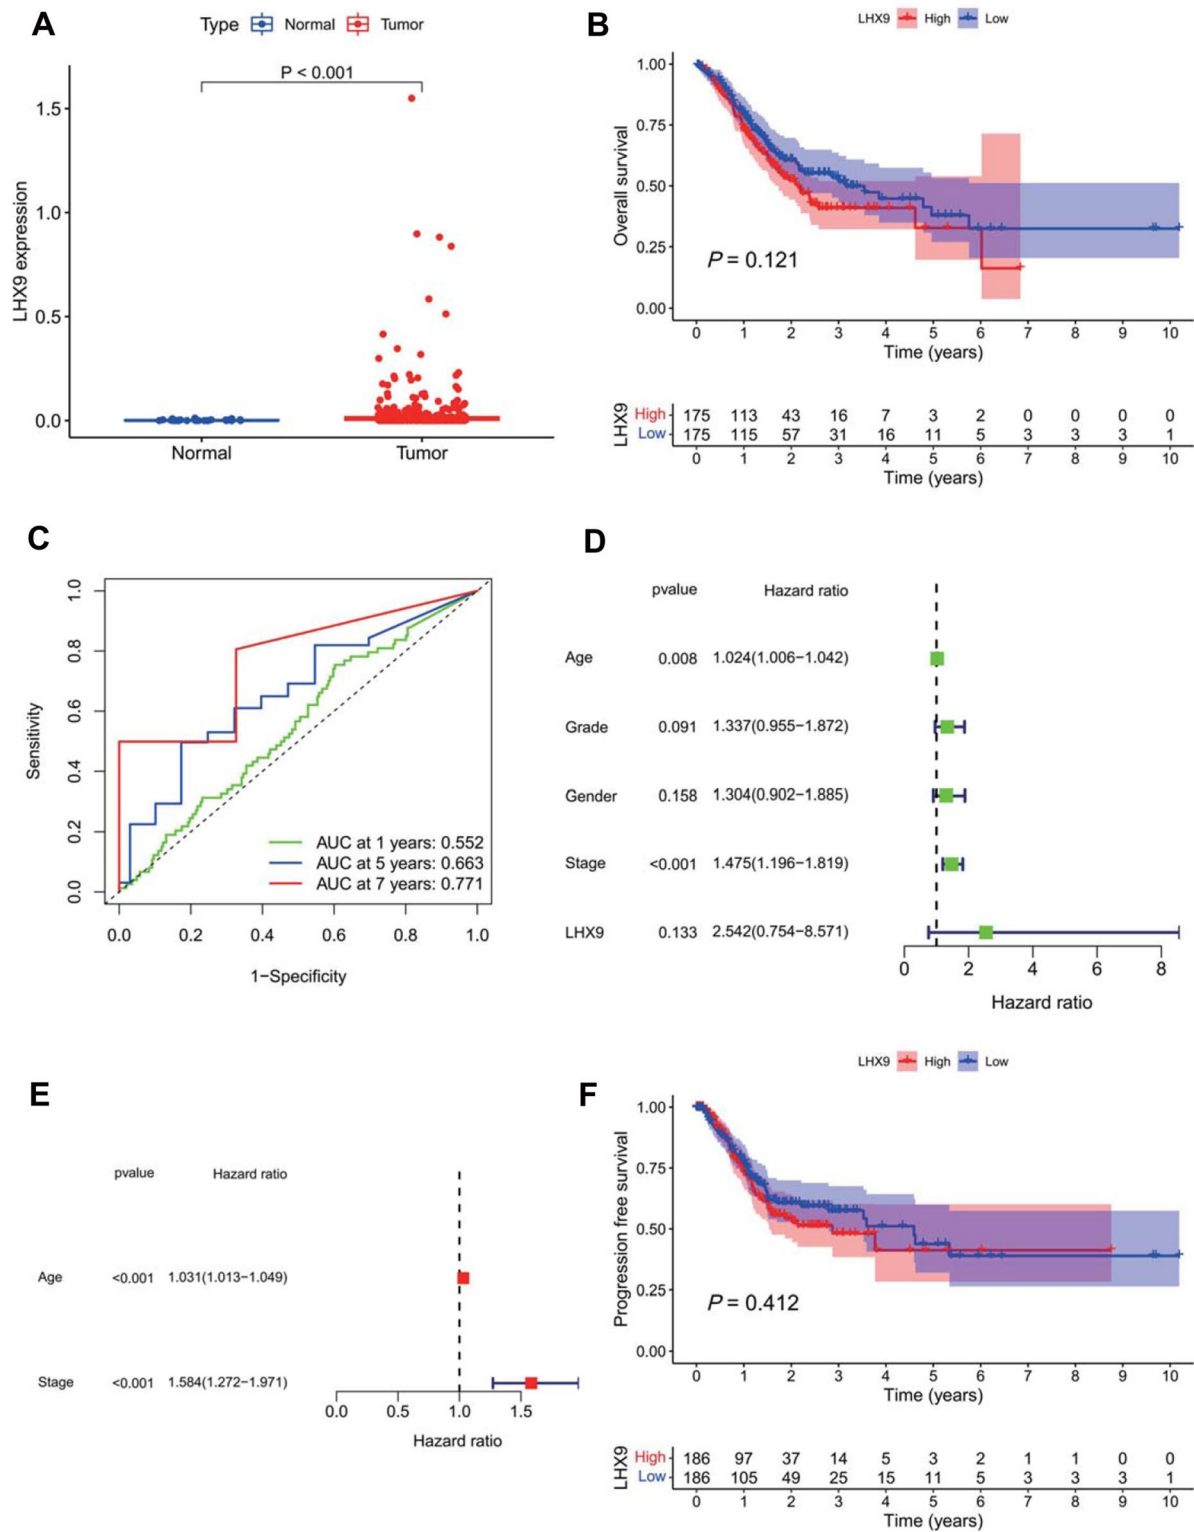 A
Type Normal Tumor
P < 0.001
LHX9 expression
1.5
1.0
0.5
0.0
Normal Tumor
B
LHX9 High Low
Overall survival
1.00
0.75
0.50
0.25
0.00
P = 0.121
0 1 2 3 4 5 6 7 8 9 10
Time (years)
LHX9
High 175 113 43 16 7 3 2 0 0 0 0
Low 175 115 57 31 16 11 5 3 3 3 1
0 1 2 3 4 5 6 7 8 9 10
Time (years)
C
Sensitivity
1.0
0.8
0.6
0.4
0.2
0.0
AUC at 1 years: 0.552
AUC at 5 years: 0.663
AUC at 7 years: 0.771
0.0 0.2 0.4 0.6 0.8 1.0
1−Specificity
D
pvalue Hazard ratio
Age 0.008 1.024(1.006−1.042)
Grade 0.091 1.337(0.955−1.872)
Gender 0.158 1.304(0.902−1.885)
Stage <0.001 1.475(1.196−1.819)
LHX9 0.133 2.542(0.754−8.571)
0 2 4 6 8
Hazard ratio
E
pvalue Hazard ratio
Age <0.001 1.031(1.013−1.049)
Stage <0.001 1.584(1.272−1.971)
0.0 0.5 1.0 1.5
Hazard ratio
F
LHX9 High Low
Progression free survival
1.00
0.75
0.50
0.25
0.00
P = 0.412
0 1 2 3 4 5 6 7 8 9 10
Time (years)
LHX9
High 186 97 37 14 5 3 2 1 1 0 0
Low 186 105 49 25 15 11 5 3 3 3 1
0 1 2 3 4 5 6 7 8 9 10
Time (years)